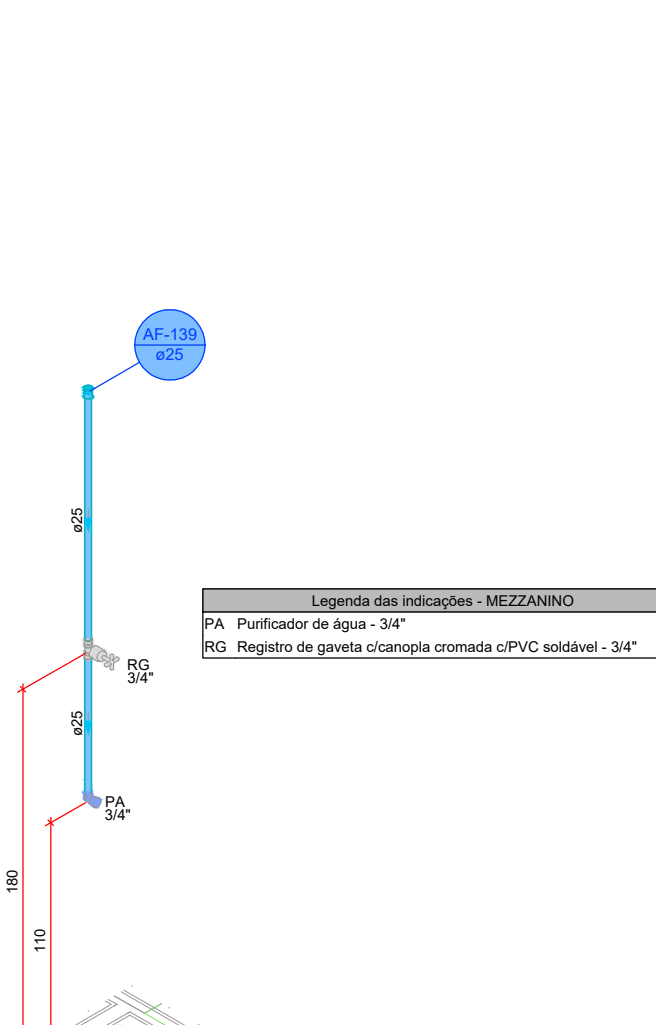 AF-139
ø25
ø25
Legenda das indicações - MEZZANINO
PA Purificador de água - 3/4"
RG Registro de gaveta c/canopla cromada c/PVC soldável - 3/4"
RG
3/4"
ø25
PA
3/4"
180
110